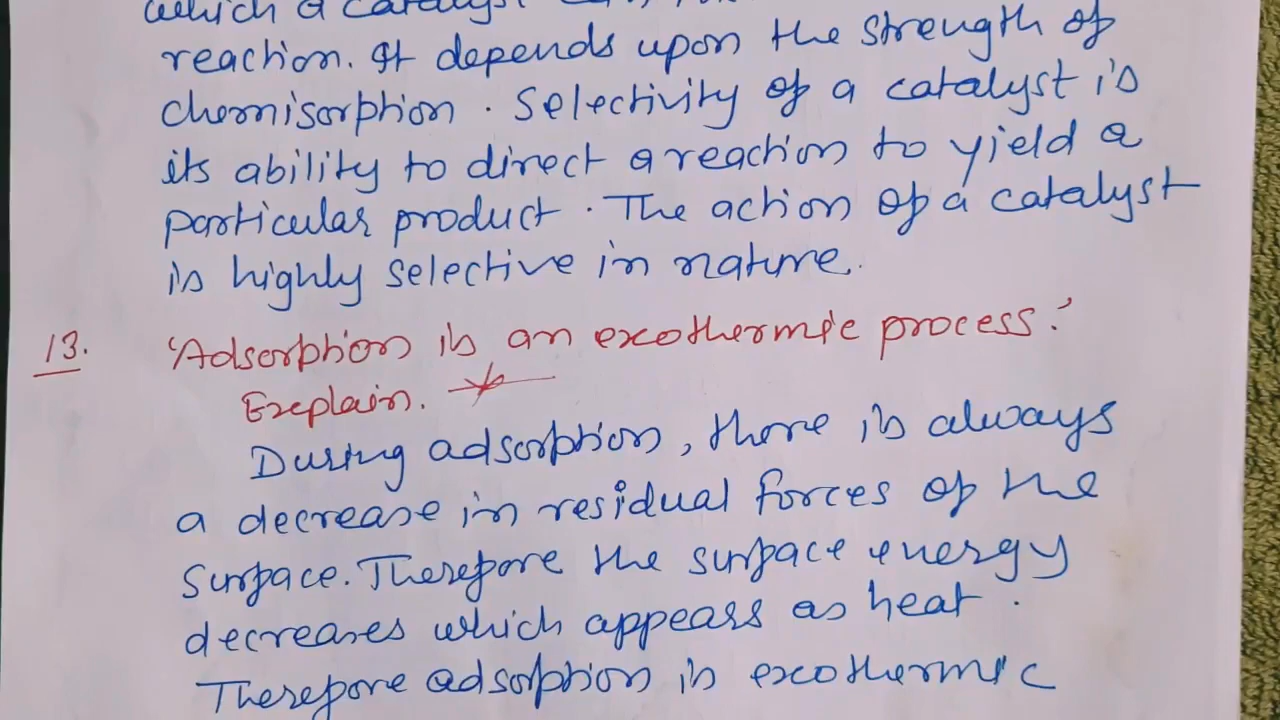 which a catalyst
reaction. It depends upon the strength of
chemisorption. Selectivity of a catalyst is
its ability to direct a reaction to yield a
particular product. The action of a catalyst
is highly selective in nature.
13. 'Adsorption is an exothermic process.'
Explain.
During adsorption, there is always
a decrease in residual forces of the
surface. Therefore the surface energy
decreases which appears as heat.
Therefore adsorption is exothermic